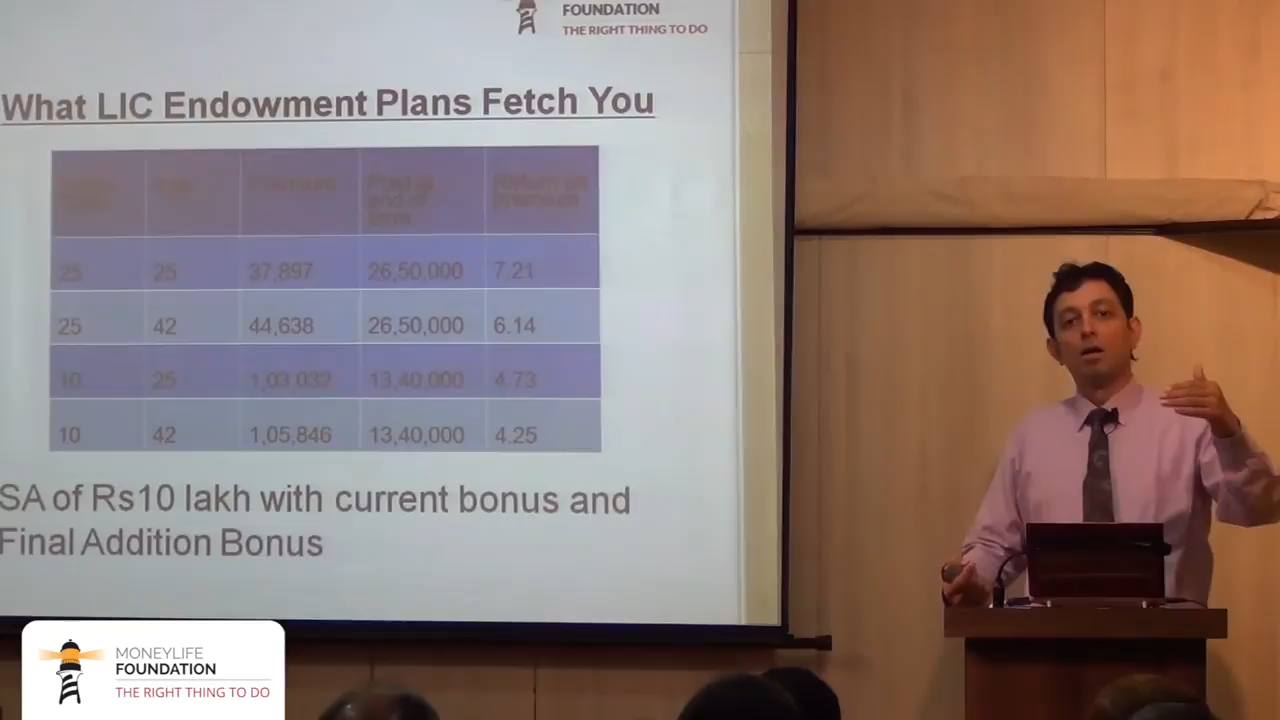 FOUNDATION
THE RIGHT THING TO DO
What LIC Endowment Plans Fetch You
Premium
25 25 37,897 26,50,000 7.21
25 42 44,638 26,50,000 6.14
10 25 1,03,032 13,40,000 4.73
10 42 1,05,846 13,40,000 4.25
SA of Rs10 lakh with current bonus and
Final Addition Bonus
MONEYLIFE
FOUNDATION
THE RIGHT THING TO DO